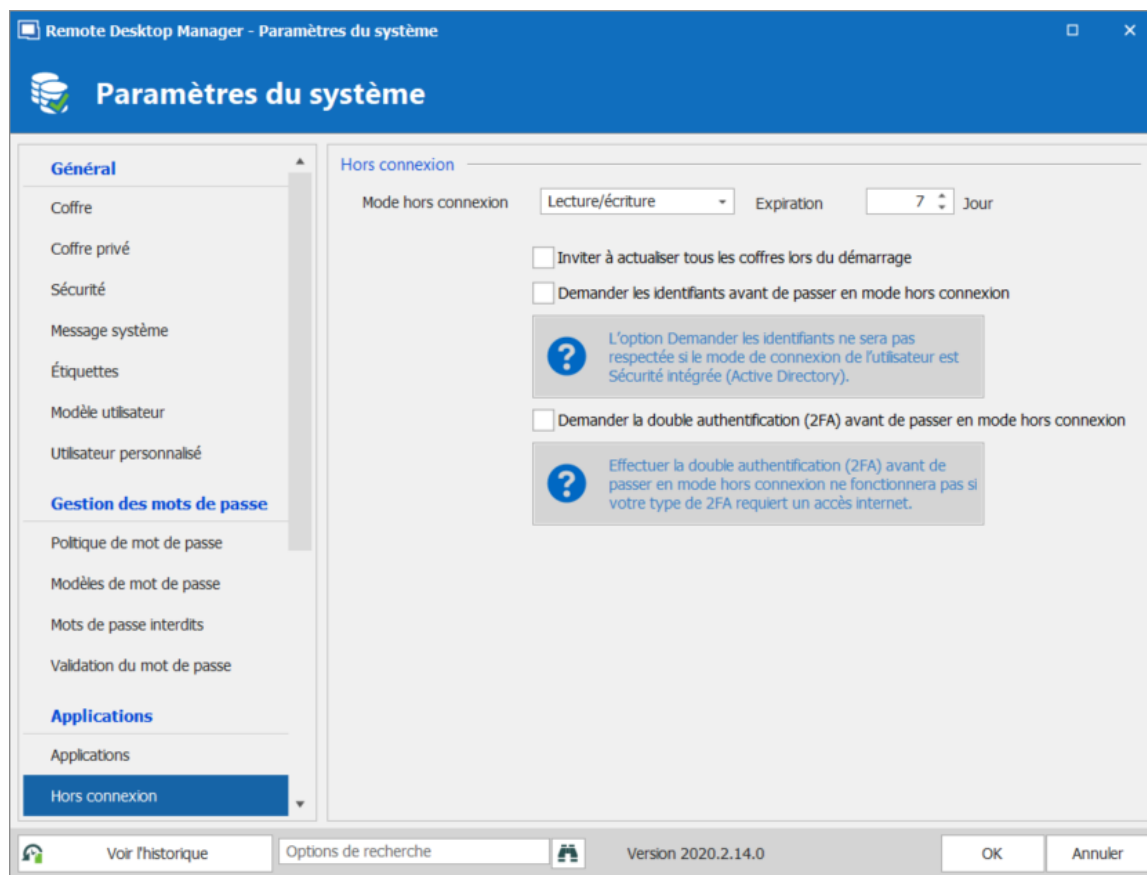 Remote Desktop Manager - Paramètres du système
Paramètres du système
Général
Coffre
Coffre privé
Sécurité
Message système
Étiquettes
Modèle utilisateur
Utilisateur personnalisé
Gestion des mots de passe
Politique de mot de passe
Modèles de mot de passe
Mots de passe interdits
Validation du mot de passe
Applications
Applications
Hors connexion
Hors connexion
Mode hors connexion Lecture/écriture Expiration 7 Jour
Inviter à actualiser tous les coffres lors du démarrage
Demander les identifiants avant de passer en mode hors connexion
L'option Demander les identifiants ne sera pas
respectée si le mode de connexion de l'utilisateur est
Sécurité intégrée (Active Directory).
Demander la double authentification (2FA) avant de passer en mode hors connexion
Effectuer la double authentification (2FA) avant de
passer en mode hors connexion ne fonctionnera pas si
votre type de 2FA requiert un accès internet.
Voir l'historique Options de recherche Version 2020.2.14.0 OK Annuler